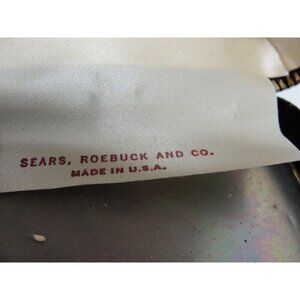 SEARS, ROEBUCK AND CO.
MADE IN U.S.A.